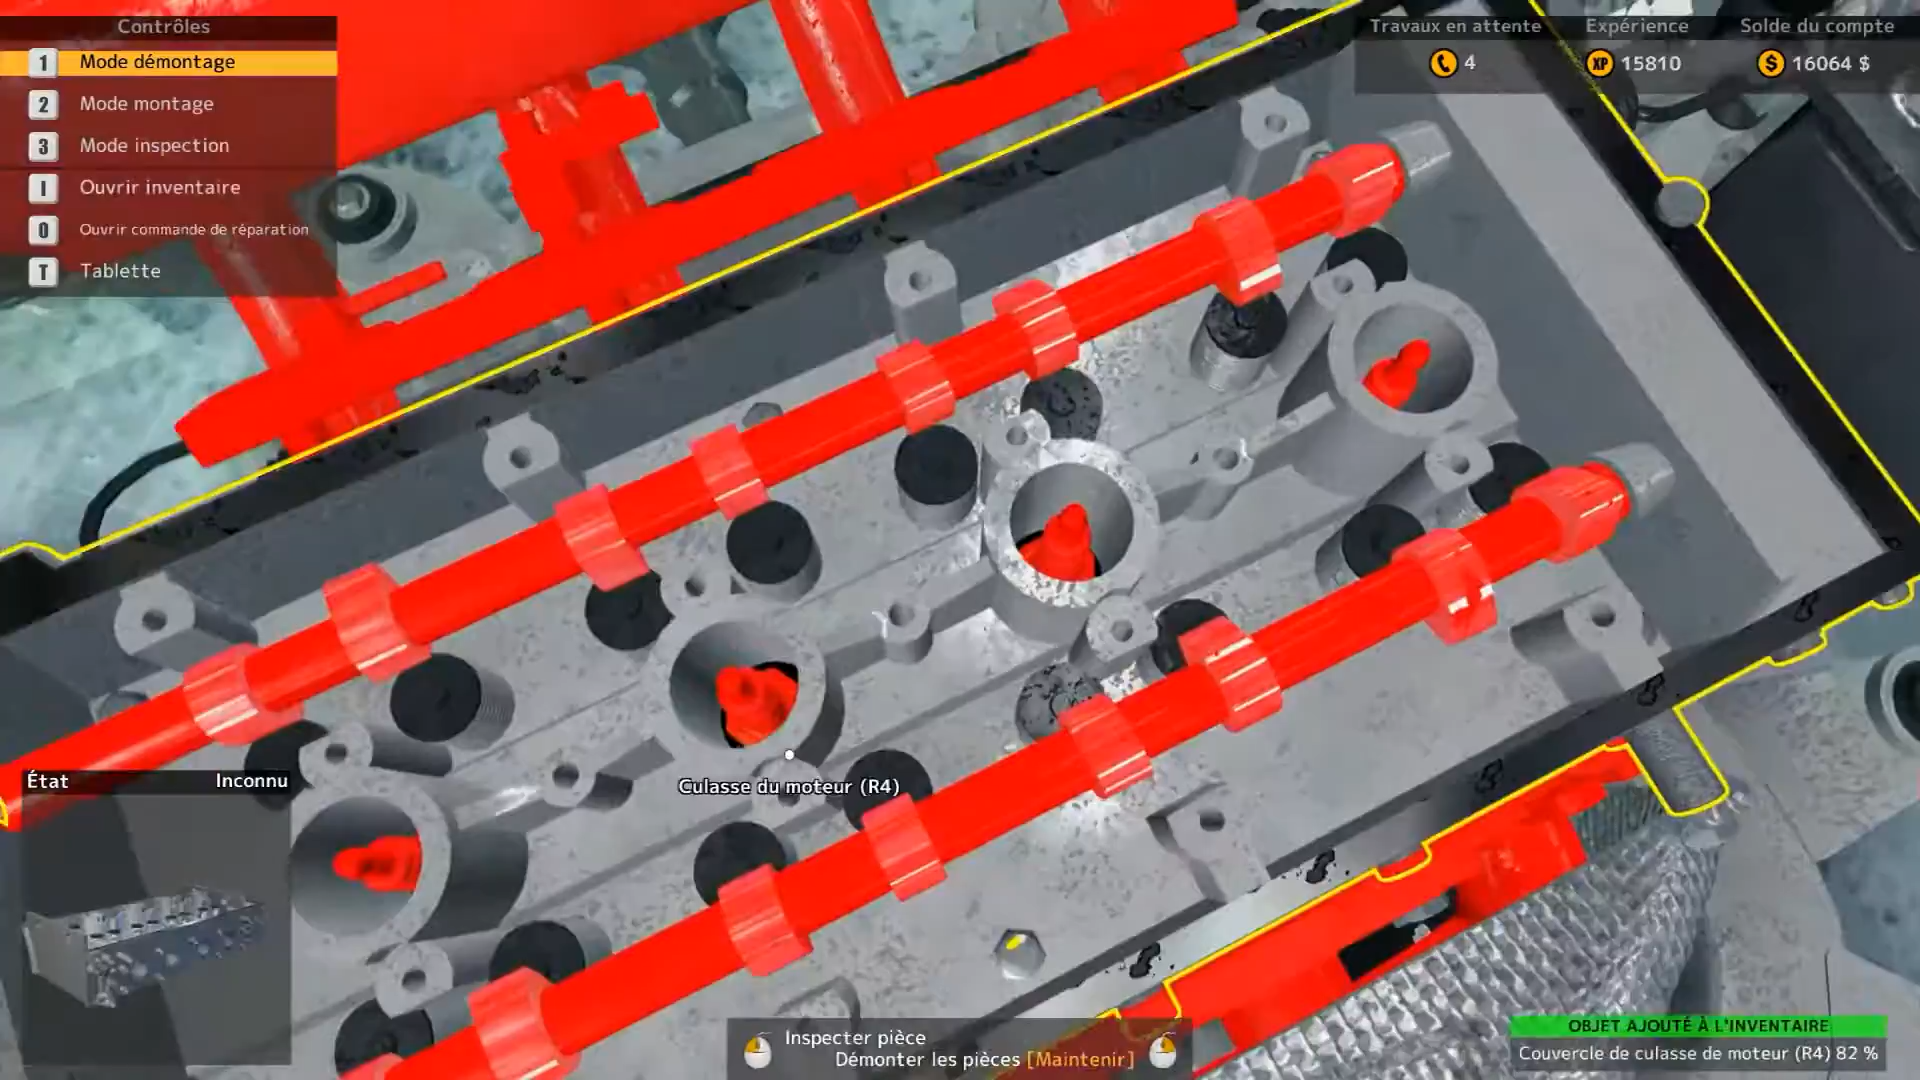 Contrôles
1 Mode démontage
2 Mode montage
3 Mode inspection
I Ouvrir inventaire
O Ouvrir commande de réparation
T Tablette
Travaux en attente
4
Expérience
XP 15810
Solde du compte
$ 16064 $
Culasse du moteur (R4)
État Inconnu
Inspecter pièce
Démonter les pièces [Maintenir]
OBJET AJOUTÉ À L'INVENTAIRE
Couvercle de culasse de moteur (R4) 82 %